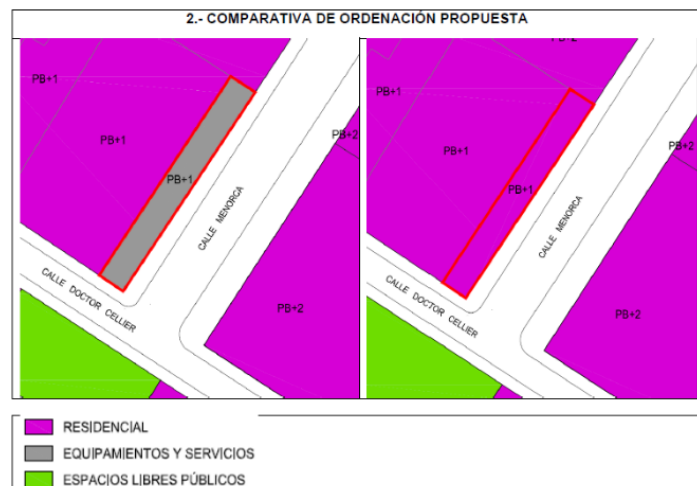 2.- COMPARATIVA DE ORDENACIÓN PROPUESTA
PB+1
PB+1
PB+1
PB+2
CALLE MENORCA
CALLE DOCTOR CELLIER
PB+2
PB+2
PB+1
PB+1
PB+1
PB+2
CALLE MENORCA
CALLE DOCTOR CELLIER
PB+2
RESIDENCIAL
EQUIPAMIENTOS Y SERVICIOS
ESPACIOS LIBRES PÚBLICOS